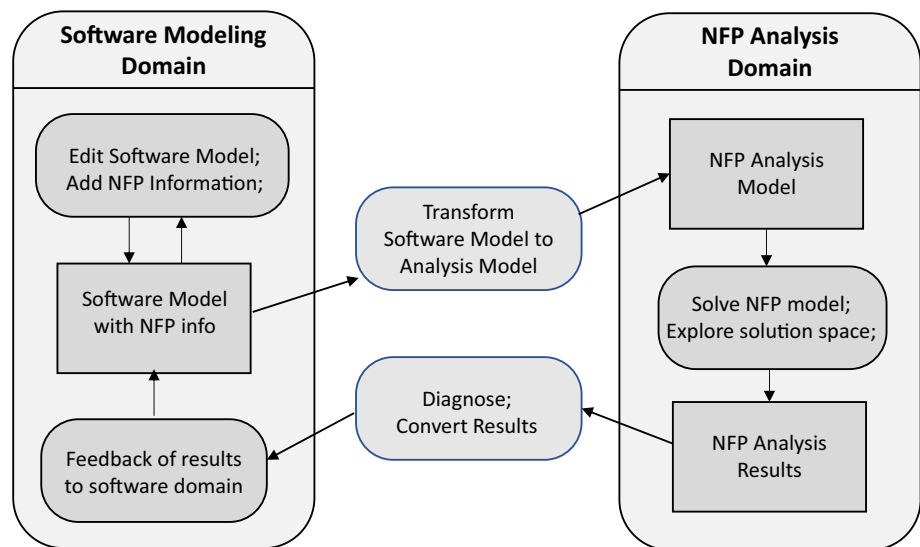 Software Modeling
Domain
Edit Software Model;
Add NFP Information;
Software Model
with NFP info
Feedback of results
to software domain
Transform
Software Model to
Analysis Model
Diagnose;
Convert Results
NFP Analysis
Domain
NFP Analysis
Model
Solve NFP model;
Explore solution space;
NFP Analysis
Results